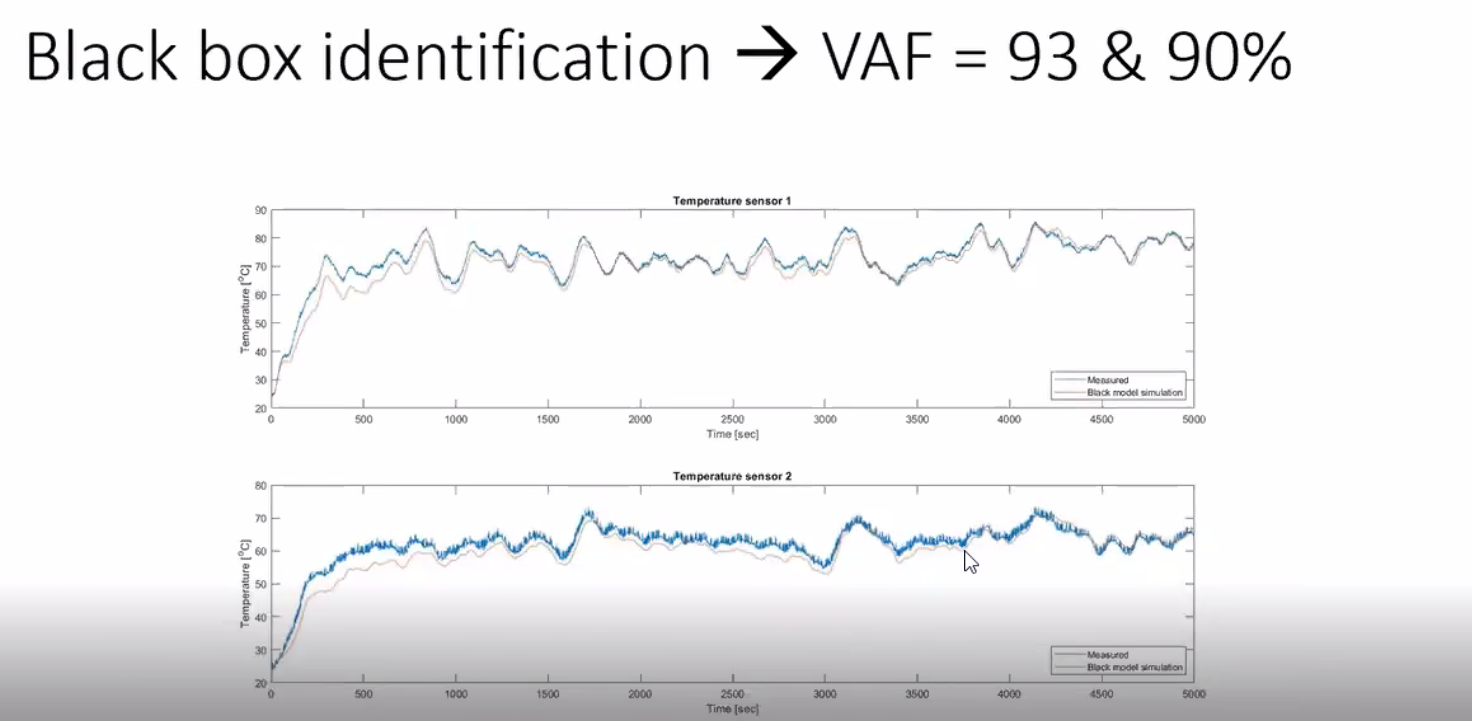 Black box identification → VAF = 93 & 90%
Temperature sensor 1
90
80
70
60
50
40
30
20
Temperature [°C]
0 500 1000 1500 2000 2500 3000 3500 4000 4500 5000
Time [sec]
Measured
Black model simulation
Temperature sensor 2
80
70
60
50
40
30
20
Temperature [°C]
0 500 1000 1500 2000 2500 3000 3500 4000 4500 5000
Time [sec]
Measured
Black model simulation